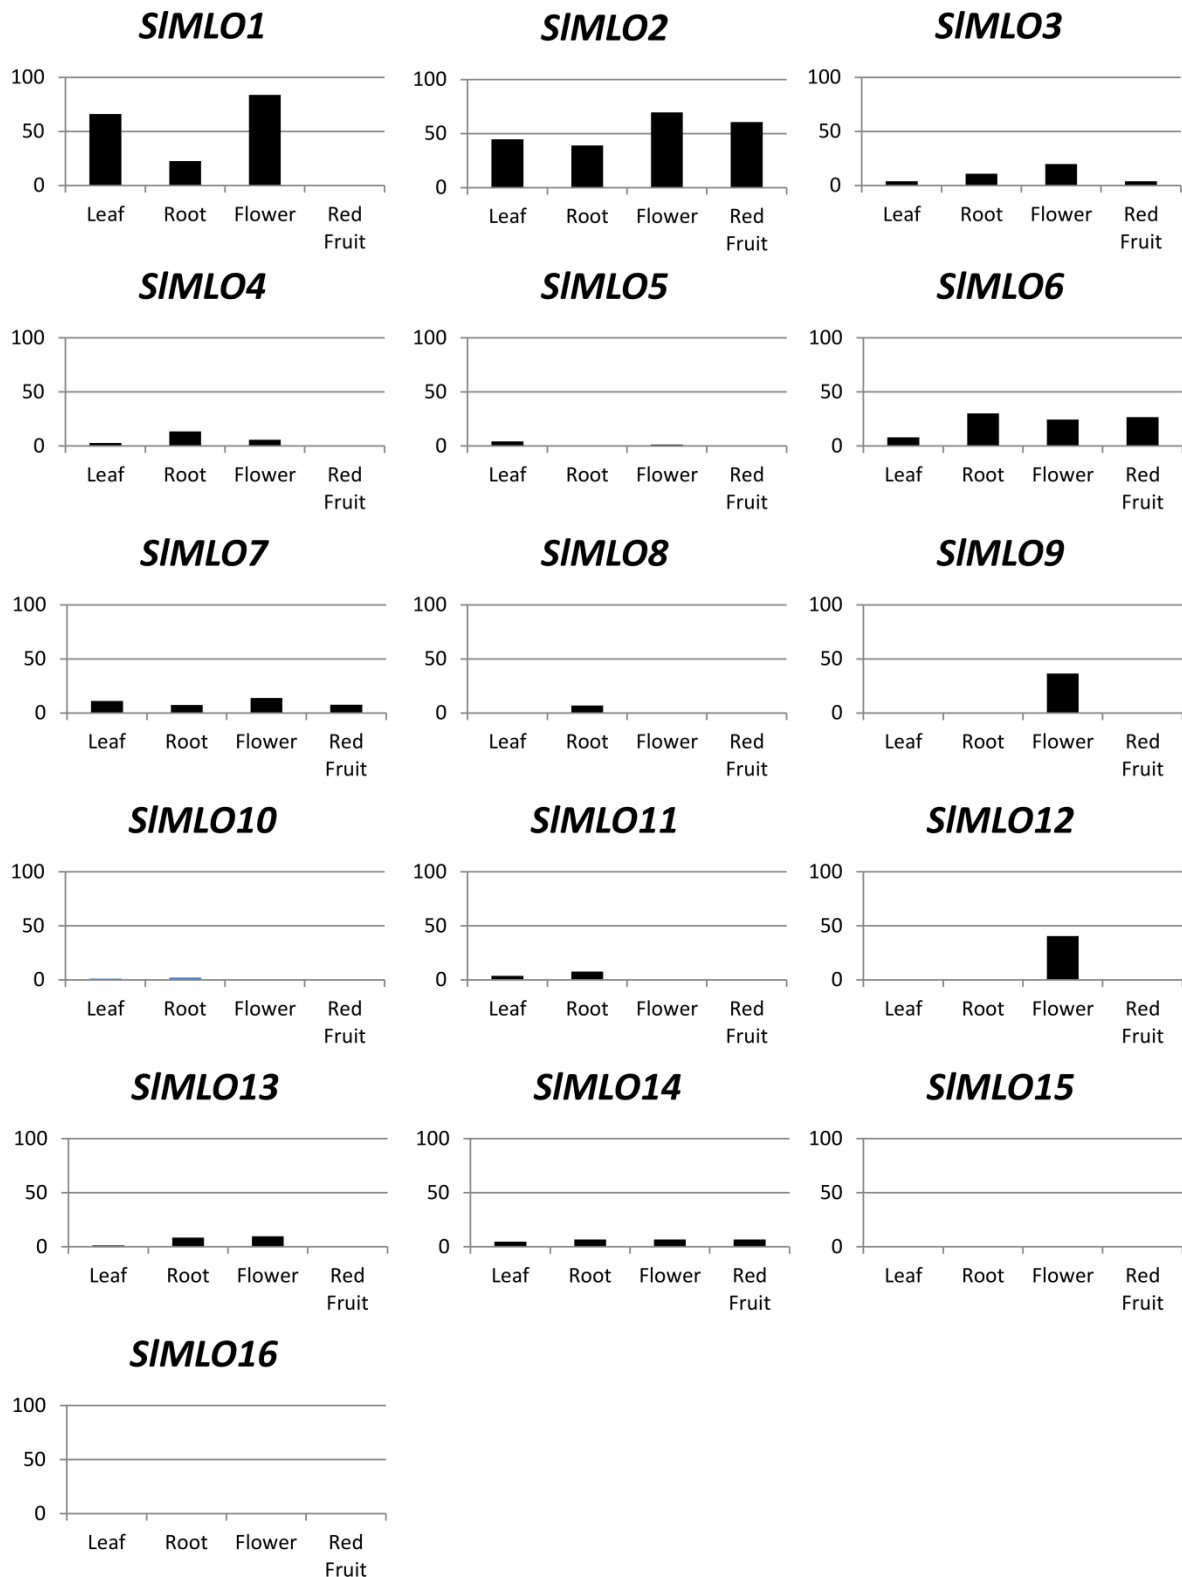 SlMLO1 SlMLO2 SlMLO3
100 100 100
50 50 50
0 0 0
Leaf Root Flower Red Leaf Root Flower Red Leaf Root Flower Red
Fruit Fruit Fruit
SlMLO4 SlMLO5 SlMLO6
100 100 100
50 50 50
0 0 0
Leaf Root Flower Red Leaf Root Flower Red Leaf Root Flower Red
Fruit Fruit Fruit
SlMLO7 SlMLO8 SlMLO9
100 100 100
50 50 50
0 0 0
Leaf Root Flower Red Leaf Root Flower Red Leaf Root Flower Red
Fruit Fruit Fruit
SlMLO10 SlMLO11 SlMLO12
100 100 100
50 50 50
0 0 0
Leaf Root Flower Red Leaf Root Flower Red Leaf Root Flower Red
Fruit Fruit Fruit
SlMLO13 SlMLO14 SlMLO15
100 100 100
50 50 50
0 0 0
Leaf Root Flower Red Leaf Root Flower Red Leaf Root Flower Red
Fruit Fruit Fruit
SlMLO16
100
50
0
Leaf Root Flower Red
Fruit